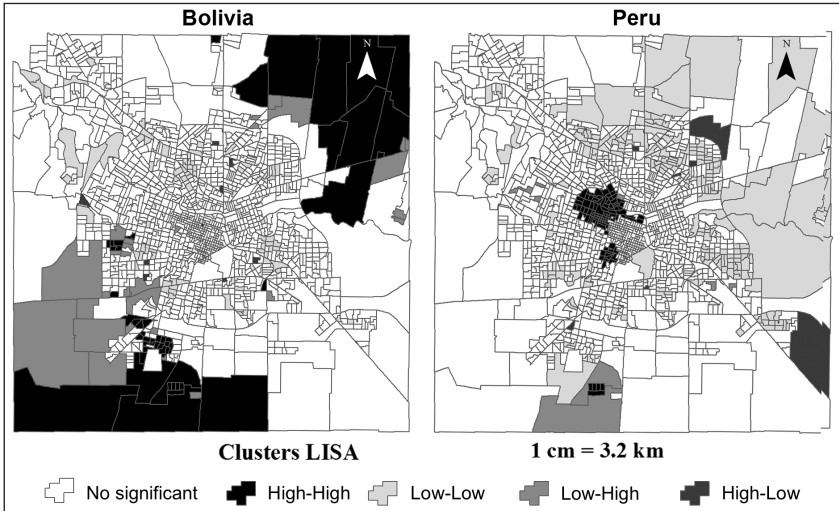 Bolivia
Peru
N
N
Clusters LISA
1 cm = 3.2 km
No significant
High-High
Low-Low
Low-High
High-Low